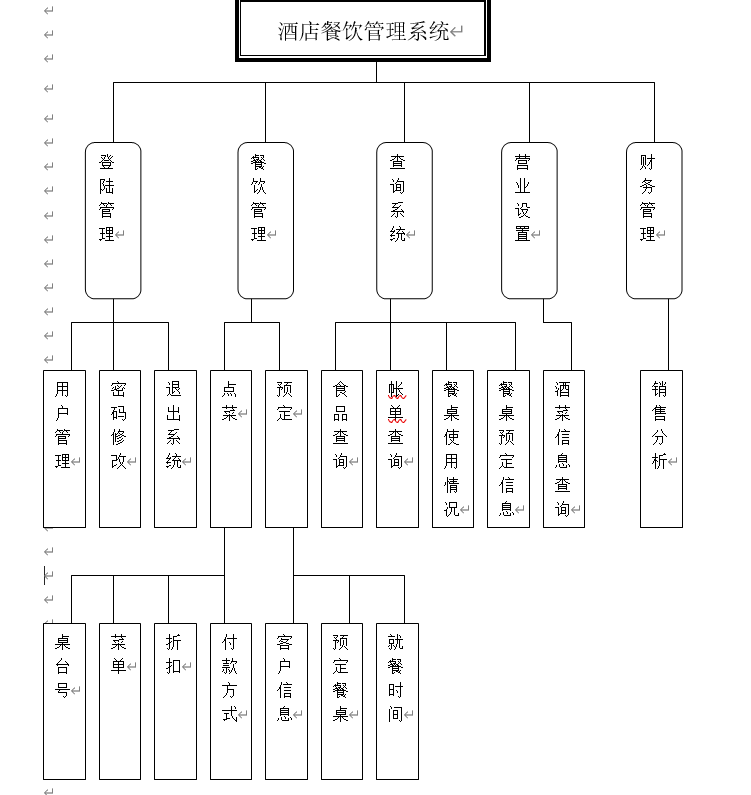 酒店餐饮管理系统
登陆管理
餐饮管理
查询系统
营业设置
财务管理
用户管理
密码修改
退出系统
点菜
预定
食品查询
帐单查询
餐桌使用情况
餐桌预定信息
酒菜信息查询
销售分析
桌台号
菜单
折扣
付款方式
客户信息
预定餐桌
就餐时间